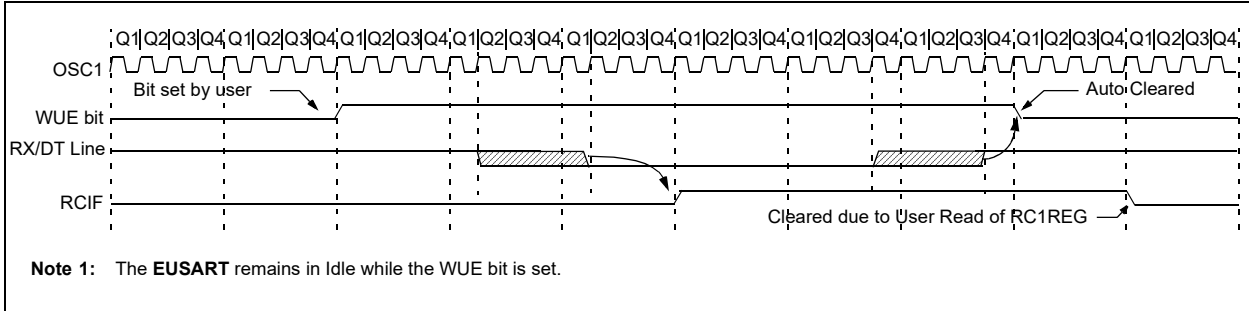 Q1 Q2 Q3 Q4 Q1 Q2 Q3 Q4 Q1 Q2 Q3 Q4 Q1 Q2 Q3 Q4 Q1 Q2 Q3 Q4 Q1 Q2 Q3 Q4 Q1 Q2 Q3 Q4 Q1 Q2 Q3 Q4 Q1 Q2 Q3 Q4 Q1 Q2 Q3 Q4
OSC1
Bit set by user Auto Cleared
WUE bit
RX/DT Line
RCIF
Cleared due to User Read of RC1REG
Note 1: The EUSART remains in Idle while the WUE bit is set.